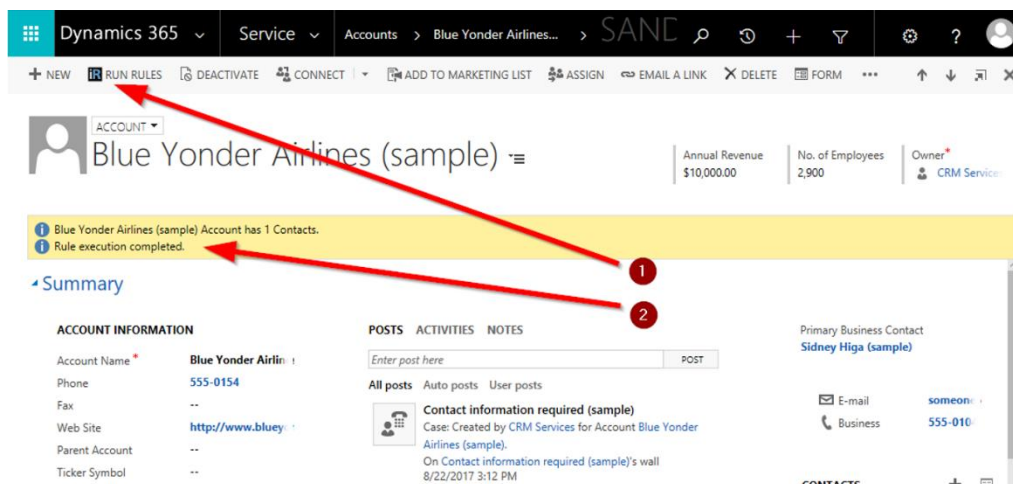 Dynamics 365 Service Accounts > Blue Yonder Airlines... > SAND ?
+ NEW IR RUN RULES DEACTIVATE CONNECT ADD TO MARKETING LIST ASSIGN EMAIL A LINK DELETE FORM ...
ACCOUNT
Blue Yonder Airlines (sample)
Annual Revenue No. of Employees Owner*
$10,000.00 2,900 CRM Services
Blue Yonder Airlines (sample) Account has 1 Contacts.
Rule execution completed.
1
Summary
2
ACCOUNT INFORMATION POSTS ACTIVITIES NOTES Primary Business Contact
Sidney Higa (sample)
Account Name * Blue Yonder Airlin Enter post here POST
Phone 555-0154 All posts Auto posts User posts
Fax -- Contact information required (sample) E-mail someon
Web Site http://www.bluey Case: Created by CRM Services for Account Blue Yonder Business 555-010
Parent Account -- Airlines (sample).
On Contact information required (sample)'s wall
Ticker Symbol -- 8/22/2017 3:12 PM
CONTACTS +